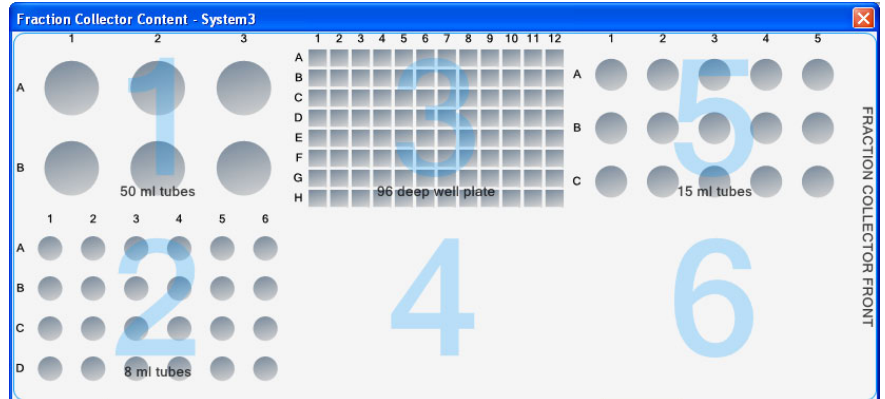 Fraction Collector Content - System3
1 2 3
A
B
1
50 ml tubes
1 2 3 4 5 6 7 8 9 10 11 12
A
B
C
D
E
F
G
H
3
96 deep well plate
1 2 3 4 5
A
B
C
5
15 ml tubes
1 2 3 4 5 6
A
B
C
D
2
8 ml tubes
4
6
FRACTION COLLECTOR FRONT